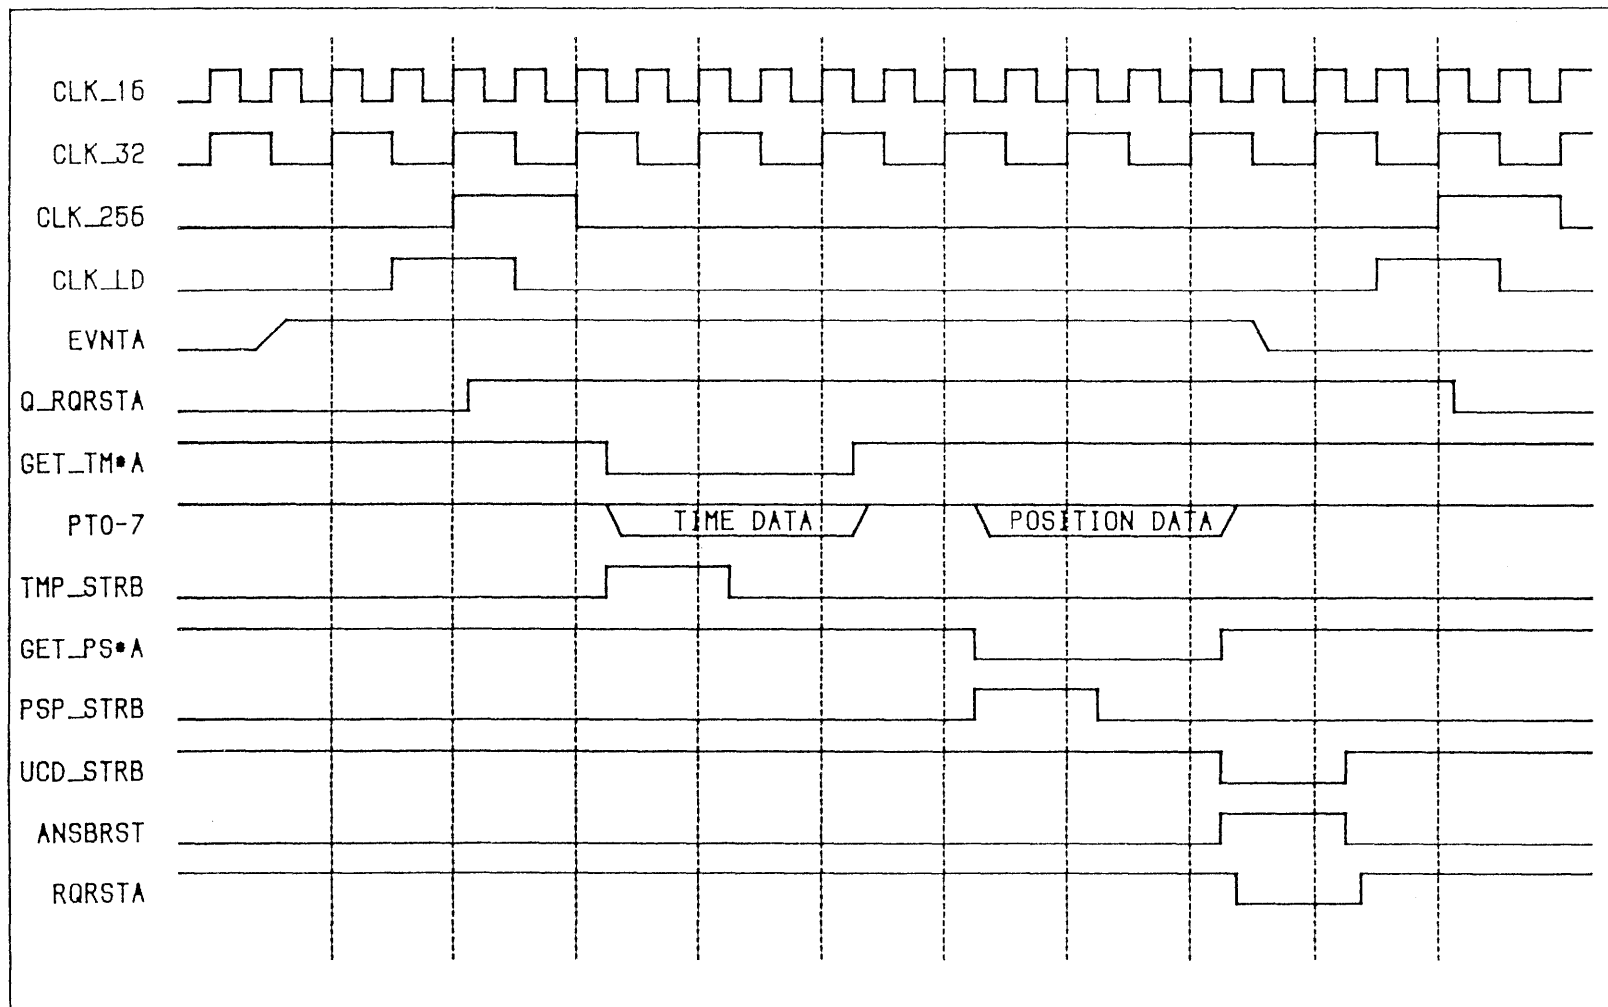 CLK_16
CLK_32
CLK_256
CLK_LD
EVNTA
Q_RQRSTA
GET_TM*A
PT0-7 TIME DATA POSITION DATA
TMP_STRB
GET_PS*A
PSP_STRB
UCD_STRB
ANSBRST
RQRSTA